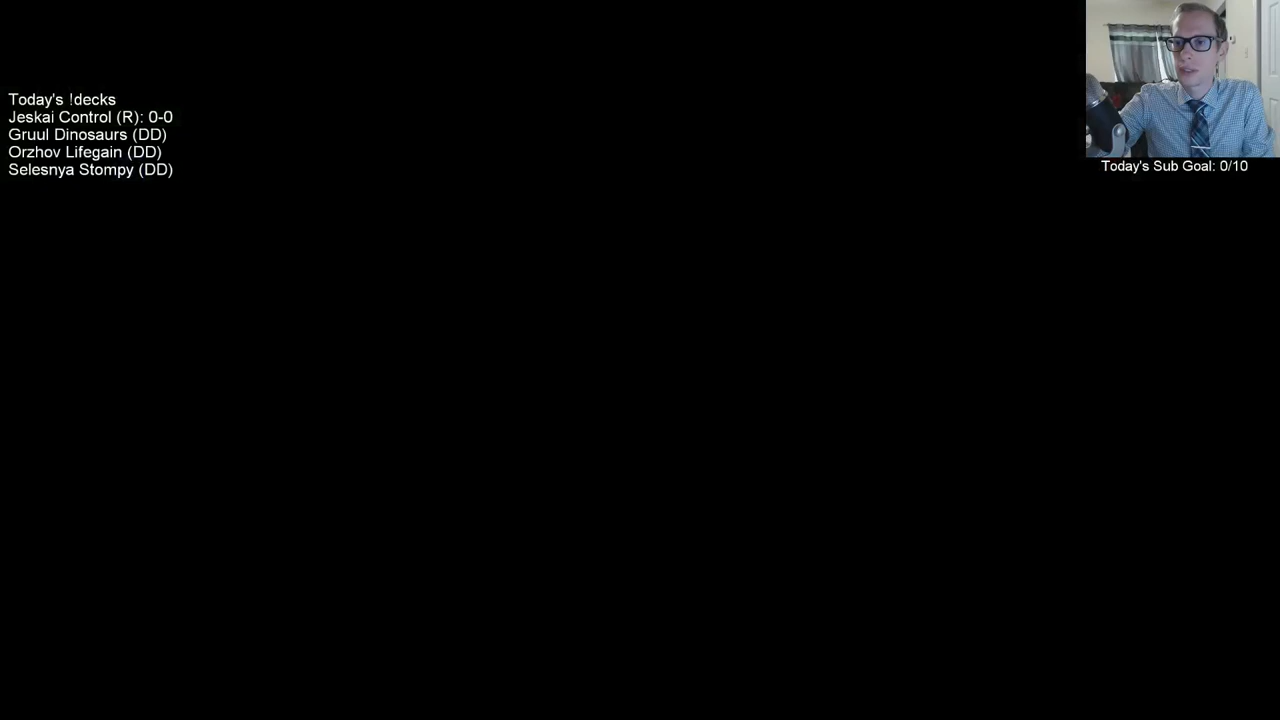 Today's !decks
Jeskai Control (R): 0-0
Gruul Dinosaurs (DD)
Orzhov Lifegain (DD)
Selesnya Stompy (DD)
Today's Sub Goal: 0/10